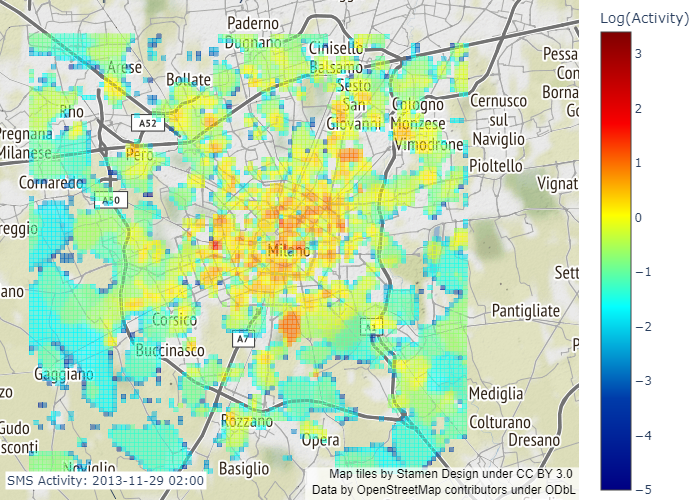 Log(Activity)
Paderno
Dugnano
Cinisello
Balsamo
Pessa
Con
Borna
Go
Arese
Bollate
Sesto
San
Giovanni
Cologno
Monzese
Cernusco
sul
Naviglio
Rho
A52
Vimodrone
Pregnana
Milanese
Pero
Pioltello
Cornaredo
Vignat
A50
reggio
Milano
Sett
ano
Pantigliate
Corsico
A1
A7
Buccinasco
P
Gaggiano
zo
Mediglia
Rozzano
Colturano
Gudo
sconti
Opera
Dresano
Noviglio
Basiglio
SMS Activity: 2013-11-29 02:00
Map tiles by Stamen Design under CC BY 3.0
Data by OpenStreetMap contributors under ODbL
3
2
1
0
−1
−2
−3
−4
−5